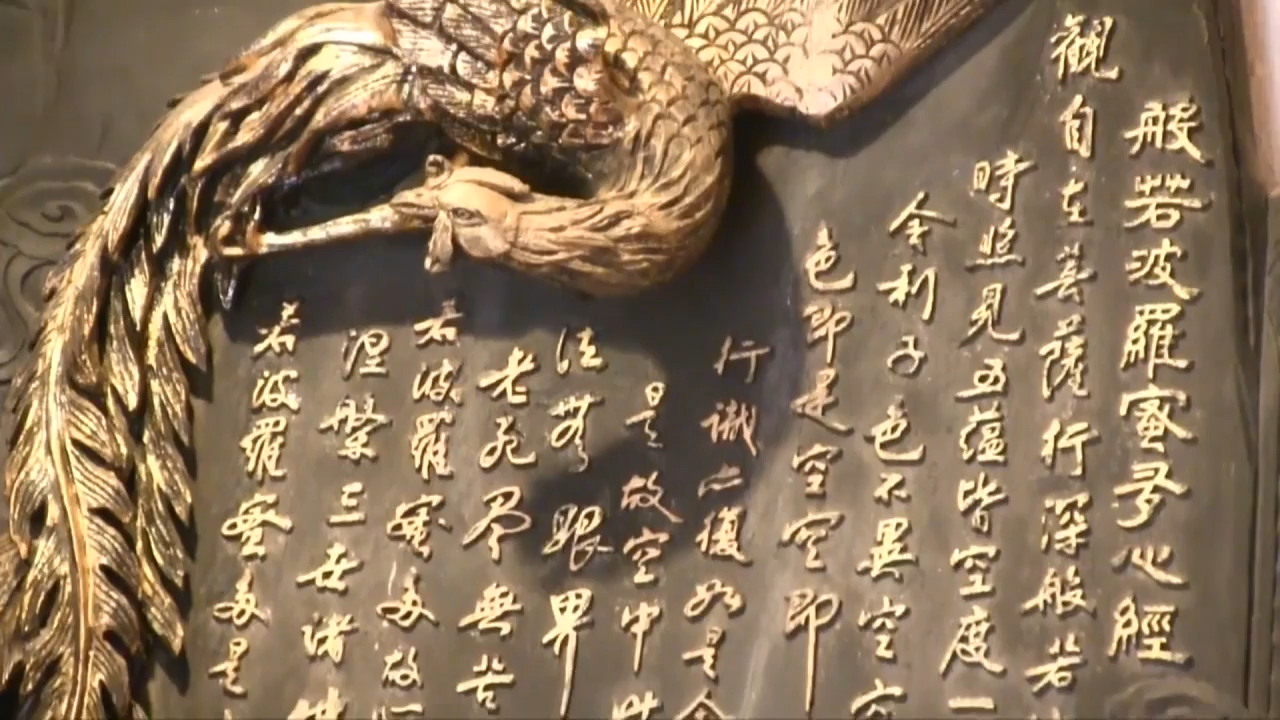 般若波羅蜜多心經
觀自在菩薩行深般若
時照見五蘊皆空度一
舍利子色不異空空
色即是空空即
行識亦復如是舍
是故空中
法無眼界
老死盡無苦
若波羅蜜多故
涅槃三世諸佛
若波羅蜜多是